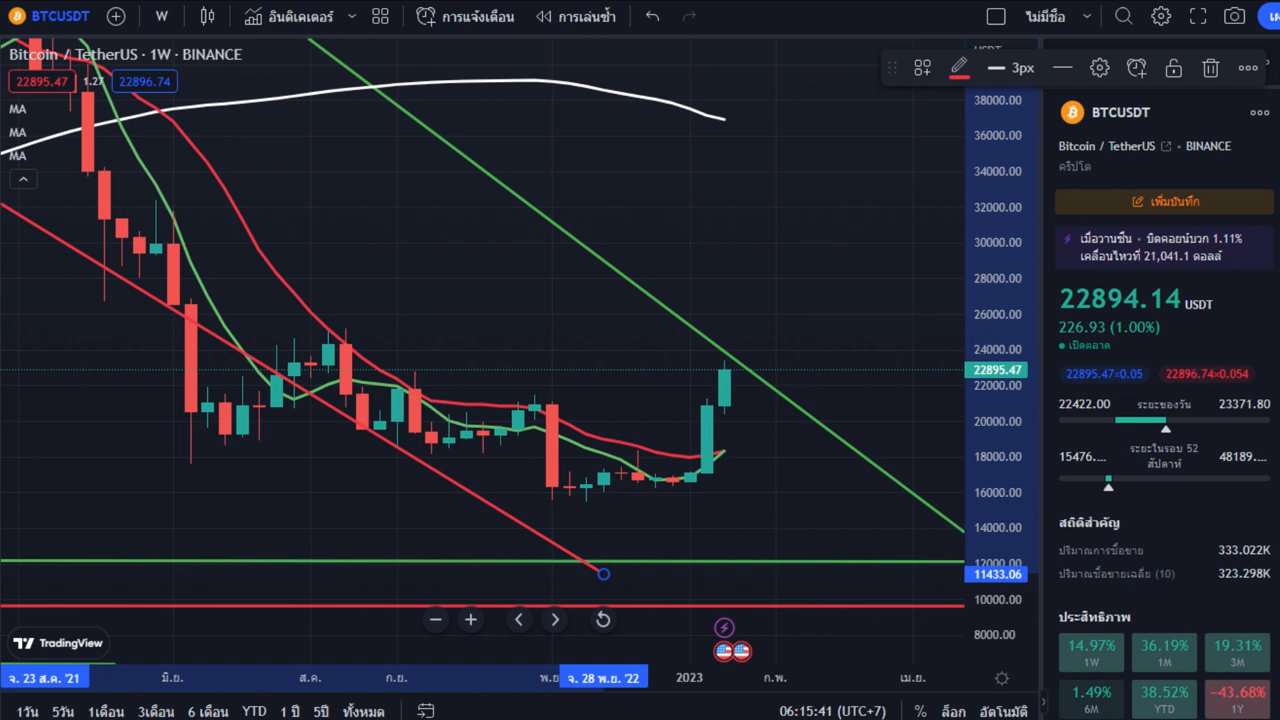 BTCUSDT W อินดิเคเตอร์ การแจ้งเตือน การเล่นซ้ำ ไม่มีชื่อ
Bitcoin / TetherUS · 1W · BINANCE
22895.47 1.27 22896.74
MA
MA
MA
3px
38000.00
36000.00
34000.00
32000.00
30000.00
28000.00
26000.00
24000.00
22895.47
22000.00
20000.00
18000.00
16000.00
14000.00
12000.00
11433.06
10000.00
8000.00
BTCUSDT
Bitcoin / TetherUS • BINANCE
คริปโต
เพิ่มบันทึก
เมื่อวานซืน • บิตคอยน์บวก 1.11%
เคลื่อนไหวที่ 21,041.1 ดอลล์
22894.14 USDT
226.93 (1.00%)
เปิดตลาด
22895.47×0.05 22896.74×0.054
22422.00 ระยะของวัน 23371.80
15476.... ระยะในรอบ 52 48189....
สัปดาห์
สถิติสำคัญ
ปริมาณการซื้อขาย 333.022K
ปริมาณซื้อขายเฉลี่ย (10) 323.298K
ประสิทธิภาพ
14.97% 36.19% 19.31%
1W 1M 3M
1.49% 38.52% −43.68%
6M YTD 1Y
TradingView
จ. 23 ส.ค. '21 มิ.ย. ส.ค. ก.ย. จ. 28 พ.ย. '22 2023 ก.พ. เม.ย.
1วัน 5วัน 1เดือน 3เดือน 6 เดือน YTD 1 ปี 5ปี ทั้งหมด 06:15:41 (UTC+7) % ล็อก อัตโนมัติ